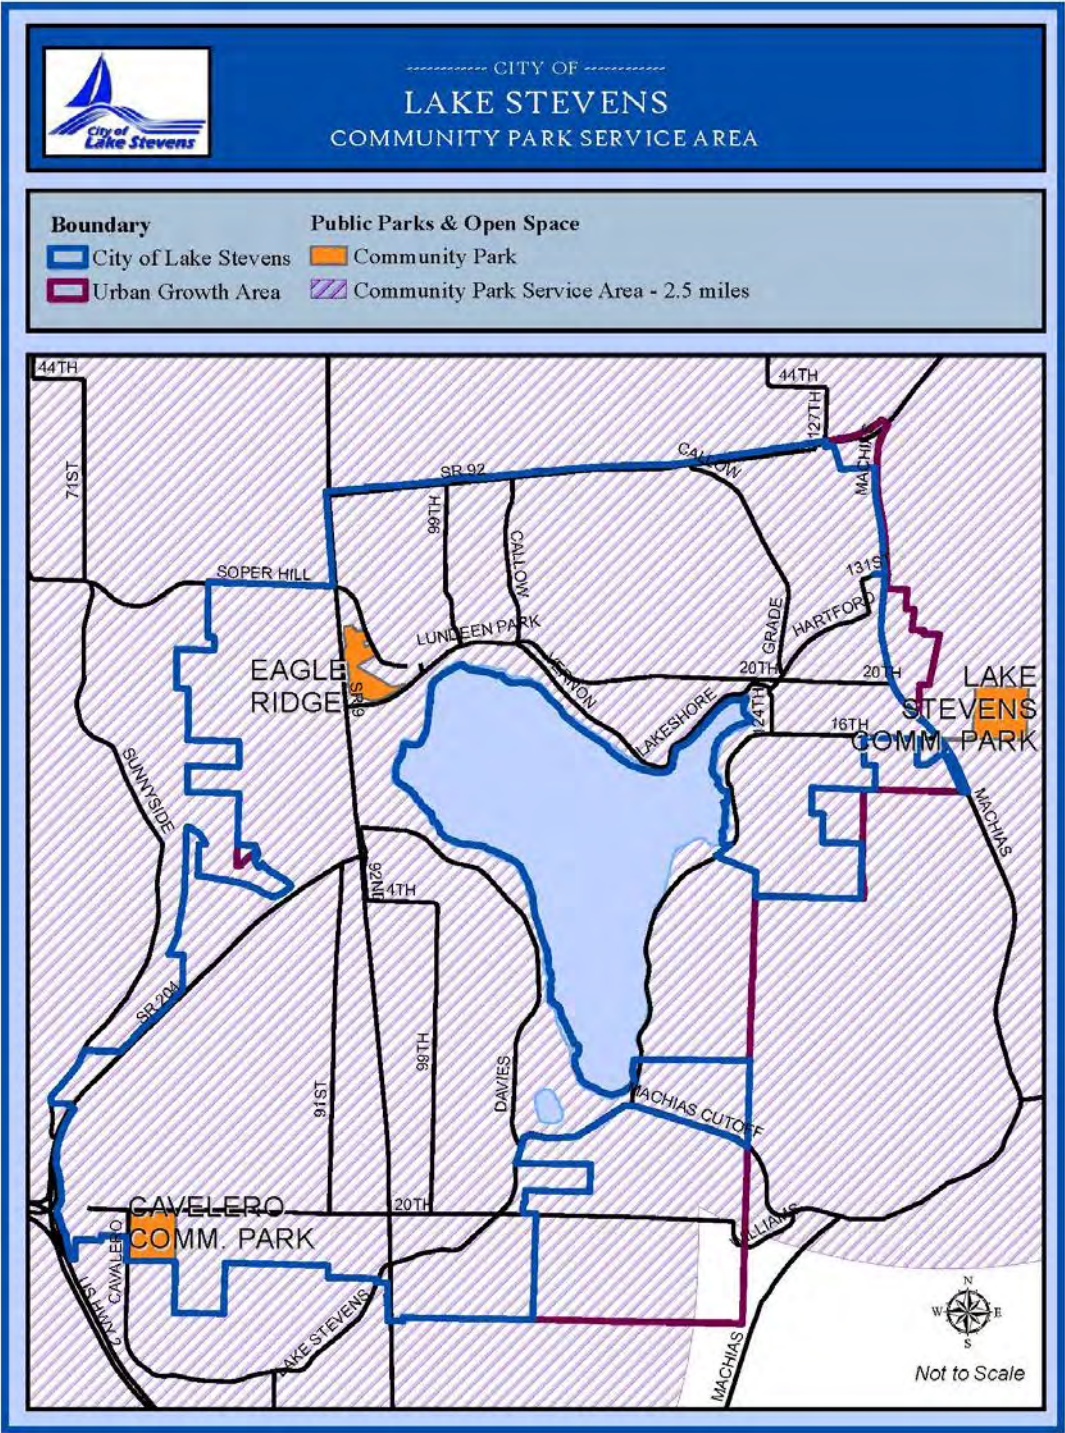 ------------ CITY OF ------------
LAKE STEVENS
COMMUNITY PARK SERVICE AREA
City of
Lake Stevens
Boundary
City of Lake Stevens
Urban Growth Area
Public Parks & Open Space
Community Park
Community Park Service Area - 2.5 miles
44TH
44TH
127TH
71ST
SR 92
CALLOW
MACHIAS
99TH
CALLOW
131ST
SOPER HILL
LUNDEEN PARK
GRADE
HARTFORD
EAGLE
RIDGE
SR 9
VERNON
20TH
20TH
LAKE
STEVENS
COMM. PARK
LAKESHORE
124TH
16TH
SUNNYSIDE
MACHIAS
92ND
4TH
SR 204
99TH
91ST
DAVIES
MACHIAS CUTOFF
CAVELERO
COMM. PARK
20TH
WILLIAMS
CAVALERO
US HWY 2
LAKE STEVENS
MACHIAS
N
W
E
S
Not to Scale